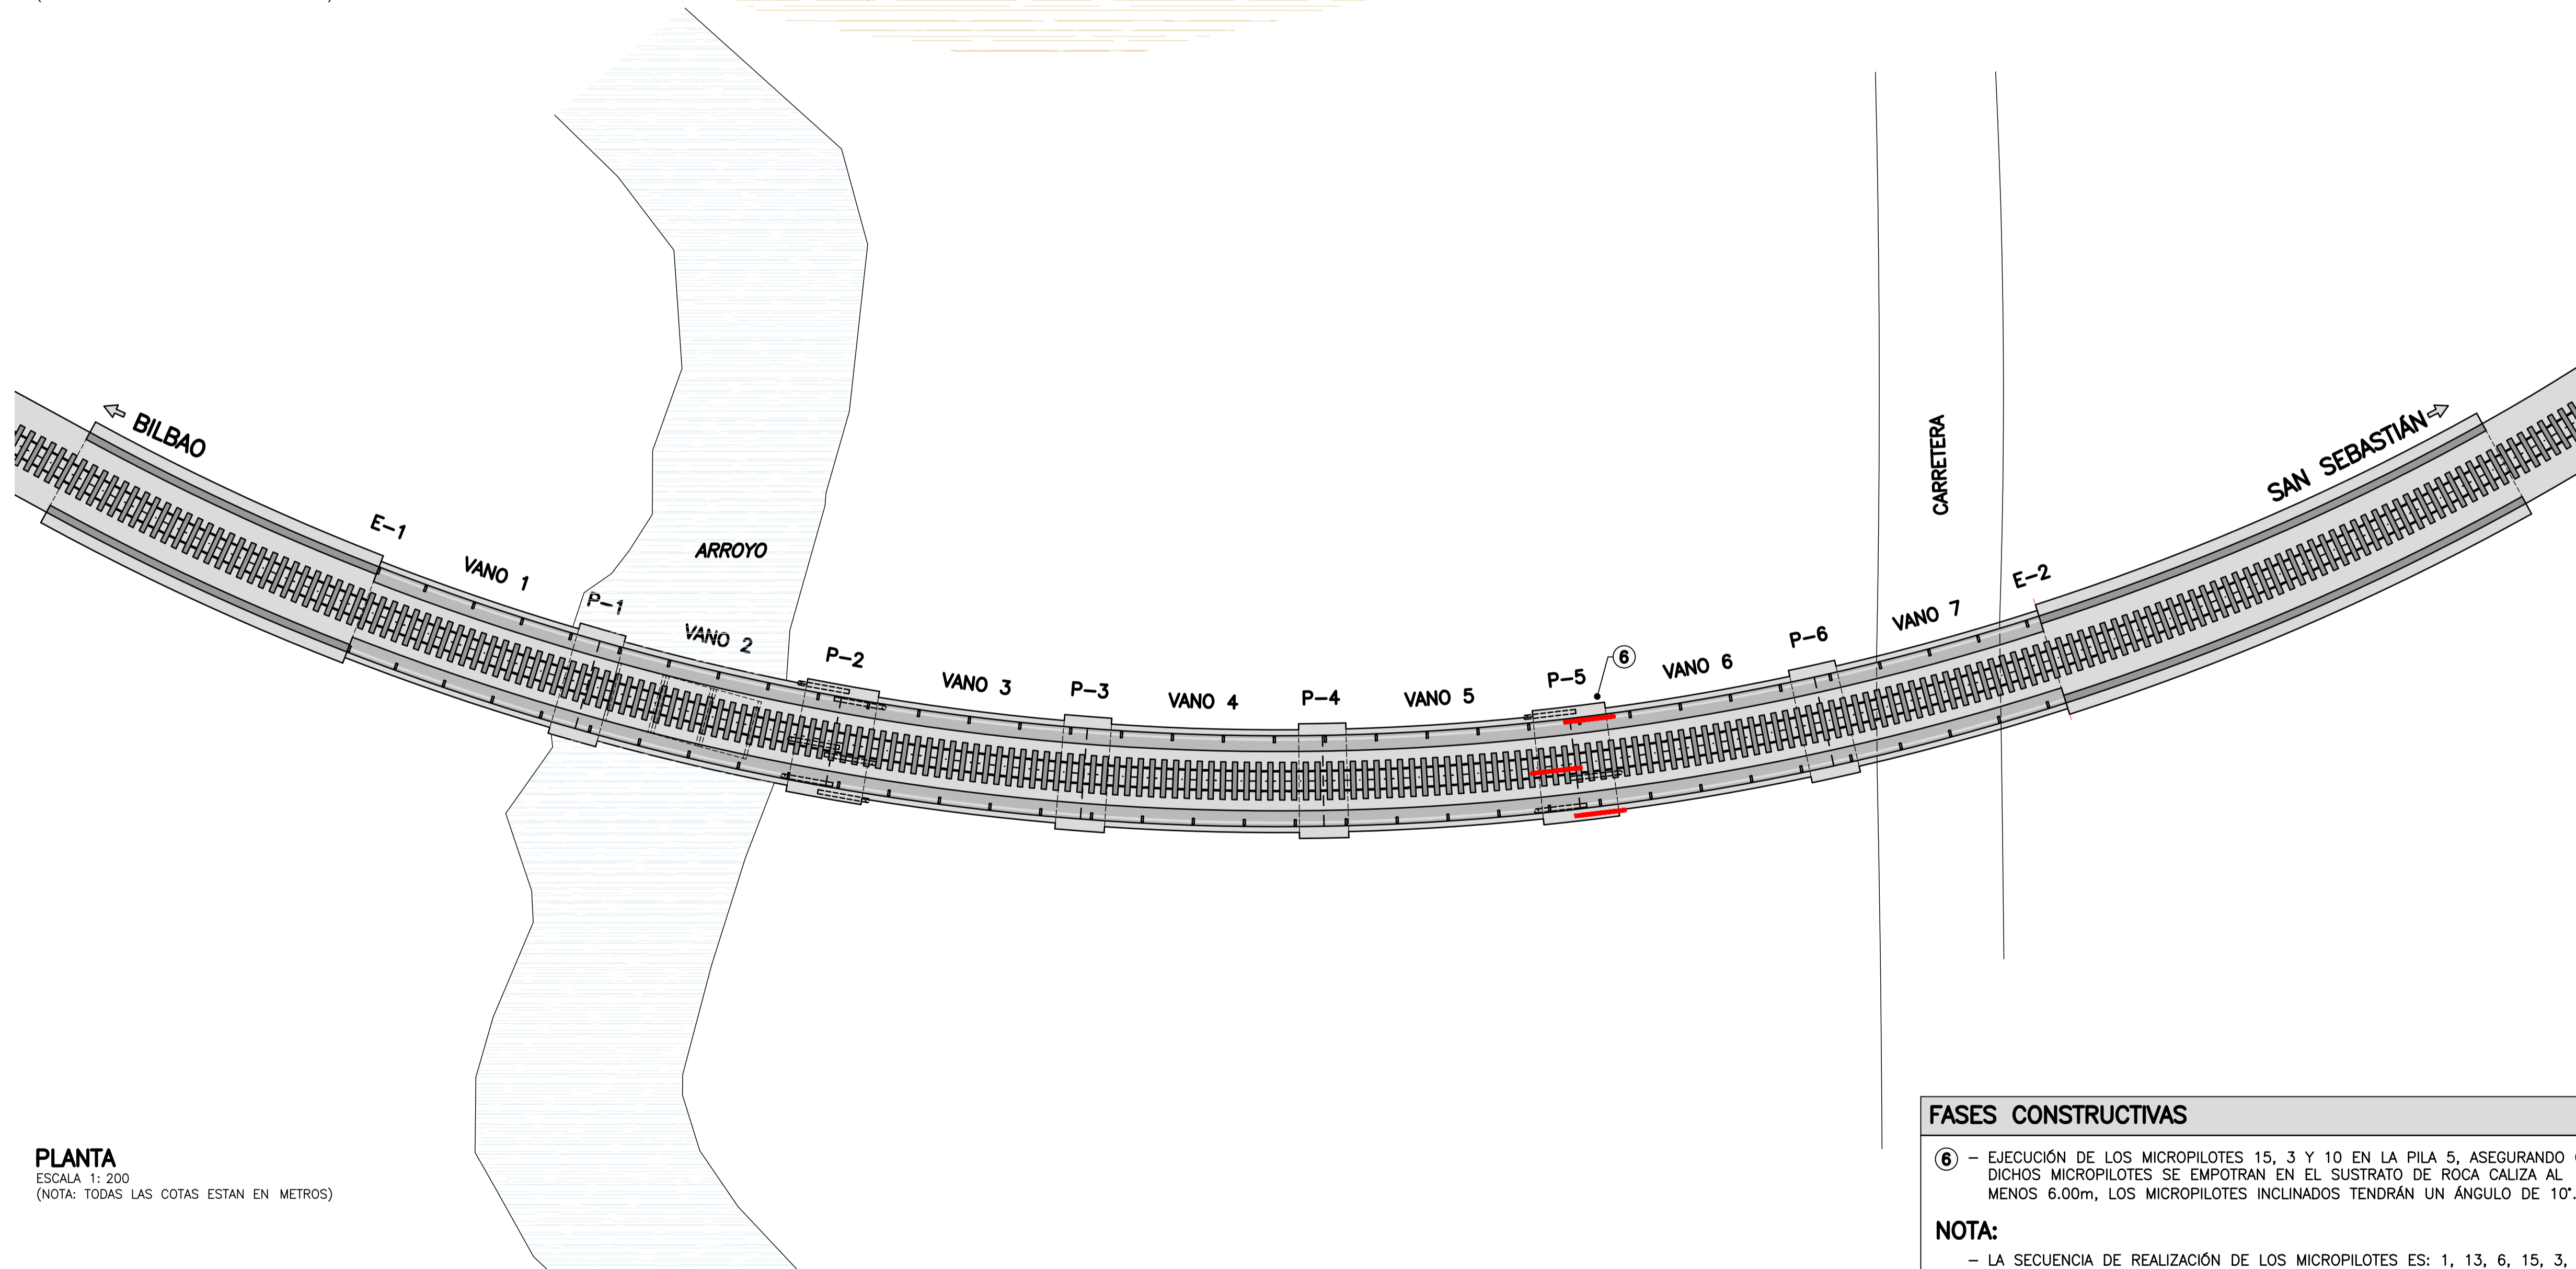 BILBAO
SAN SEBASTIÁN
E-1
VANO 1
P-1
ARROYO
VANO 2
P-2
VANO 3
P-3
VANO 4
P-4
VANO 5
P-5
6
VANO 6
P-6
VANO 7
E-2
CARRETERA
PLANTA
ESCALA 1: 200
(NOTA: TODAS LAS COTAS ESTAN EN METROS)
FASES CONSTRUCTIVAS
6 – EJECUCIÓN DE LOS MICROPILOTES 15, 3 Y 10 EN LA PILA 5, ASEGURANDO
DICHOS MICROPILOTES SE EMPOTRAN EN EL SUSTRATO DE ROCA CALIZA AL
MENOS 6.00m, LOS MICROPILOTES INCLINADOS TENDRÁN UN ÁNGULO DE 10°.
NOTA:
– LA SECUENCIA DE REALIZACIÓN DE LOS MICROPILOTES ES: 1, 13, 6, 15, 3,